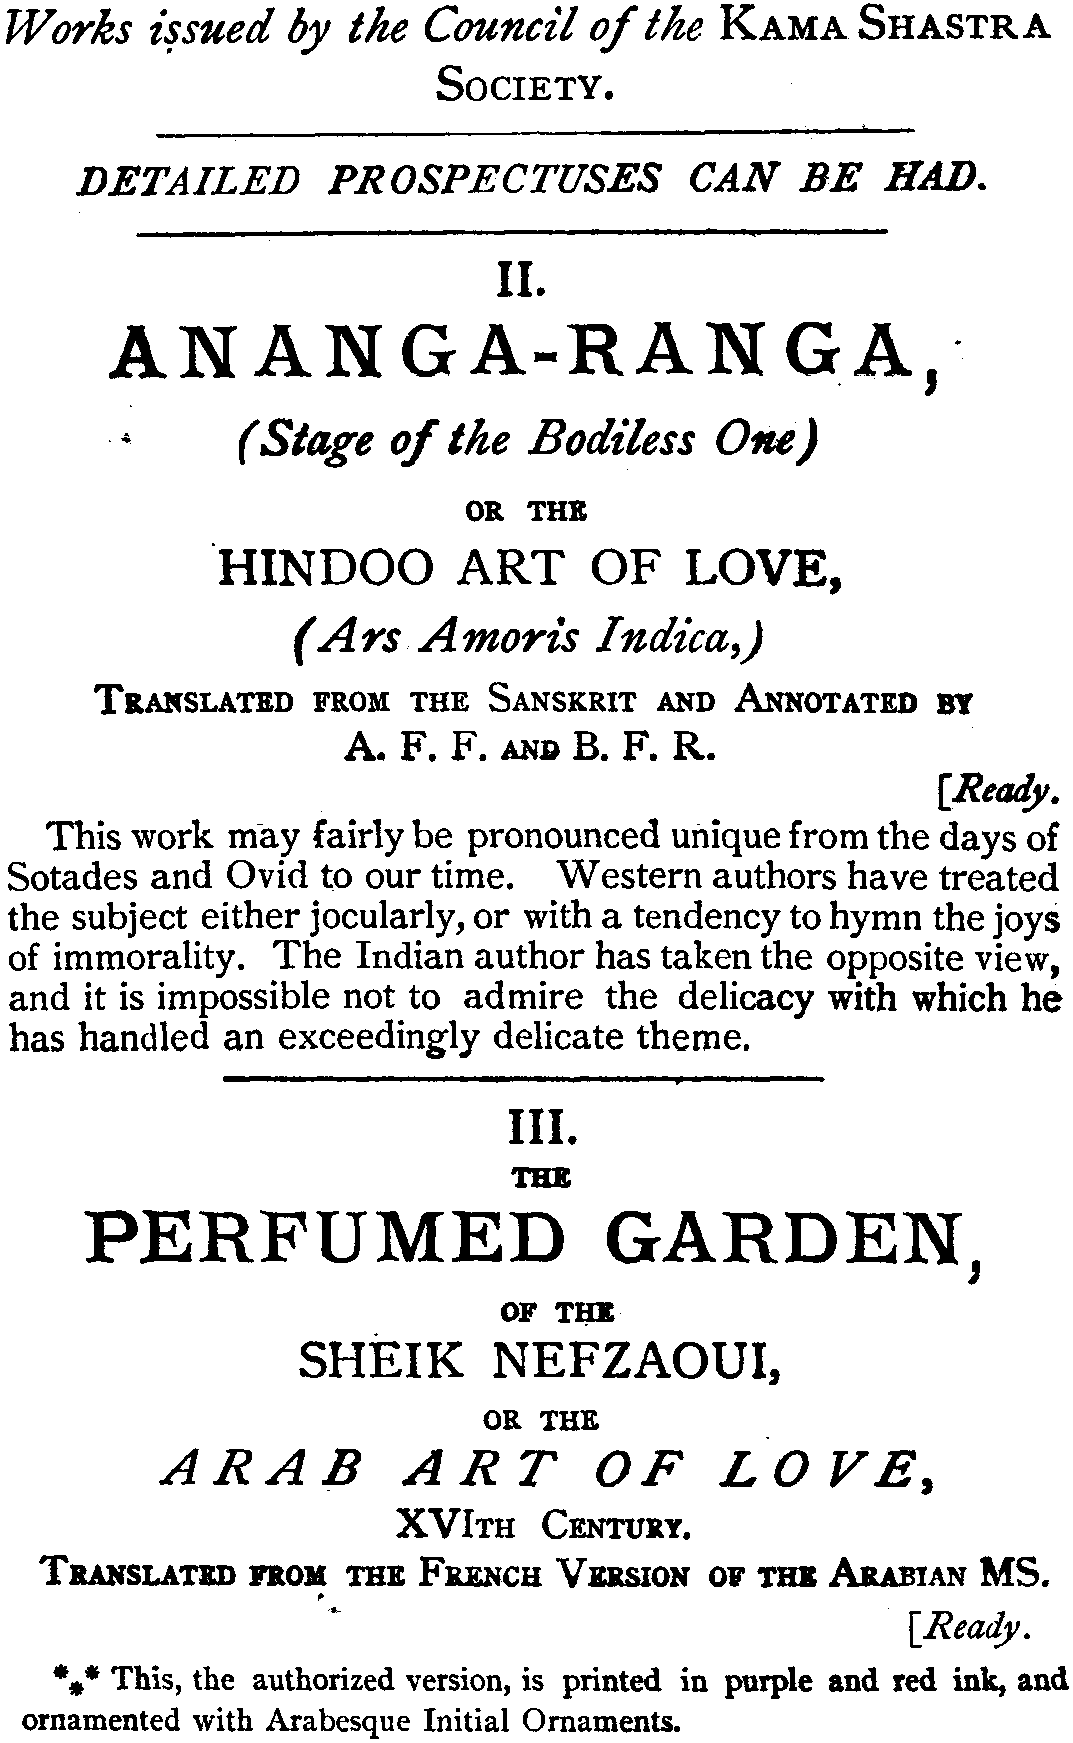 Works issued by the Council of the KAMA SHASTRA
SOCIETY.
DETAILED PROSPECTUSES CAN BE HAD.
II.
ANANGA-RANGA,
(Stage of the Bodiless One)
OR THE
HINDOO ART OF LOVE,
(Ars Amoris Indica,)
TRANSLATED FROM THE SANSKRIT AND ANNOTATED BY
A. F. F. AND B. F. R.
[Ready.
This work may fairly be pronounced unique from the days of
Sotades and Ovid to our time. Western authors have treated
the subject either jocularly, or with a tendency to hymn the joys
of immorality. The Indian author has taken the opposite view,
and it is impossible not to admire the delicacy with which he
has handled an exceedingly delicate theme.
III.
THE
PERFUMED GARDEN,
OF THE
SHEIK NEFZAOUI,
OR THE
ARAB ART OF LOVE,
XVITH CENTURY.
TRANSLATED FROM THE FRENCH VERSION OF THE ARABIAN MS.
[Ready.
*** This, the authorized version, is printed in purple and red ink, and
ornamented with Arabesque Initial Ornaments.